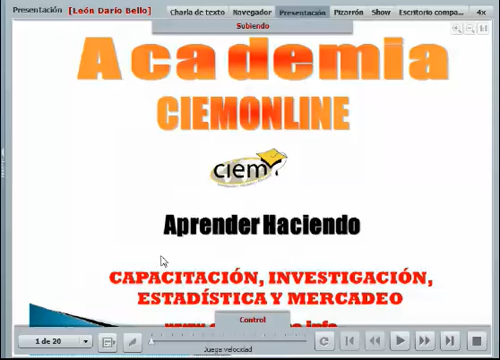 Presentación [León Darío Bello] Charla de texto Navegador Presentación Pizarrón Show Escritorio compa... 4x
Subiendo
Academia
CIEMONLINE
ciem
Aprender Haciendo
CAPACITACIÓN, INVESTIGACIÓN,
ESTADÍSTICA Y MERCADEO
Control
1 de 20
Juega velocidad